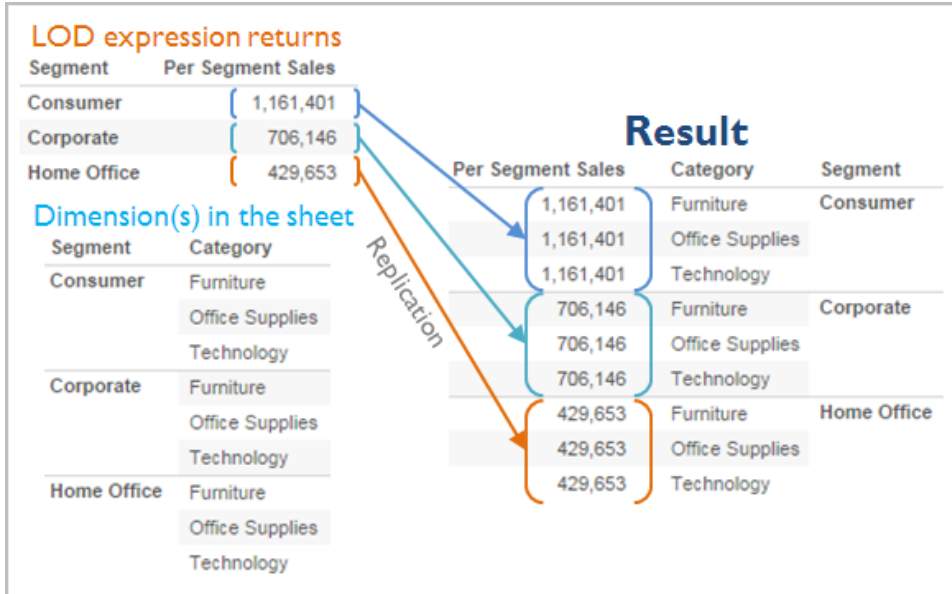 LOD expression returns
Segment Per Segment Sales
Consumer 1,161,401
Corporate 706,146
Home Office 429,653
Dimension(s) in the sheet
Segment Category
Consumer Furniture
Office Supplies
Technology
Corporate Furniture
Office Supplies
Technology
Home Office Furniture
Office Supplies
Technology
Replication
Result
Per Segment Sales Category Segment
1,161,401 Furniture Consumer
1,161,401 Office Supplies
1,161,401 Technology
706,146 Furniture Corporate
706,146 Office Supplies
706,146 Technology
429,653 Furniture Home Office
429,653 Office Supplies
429,653 Technology